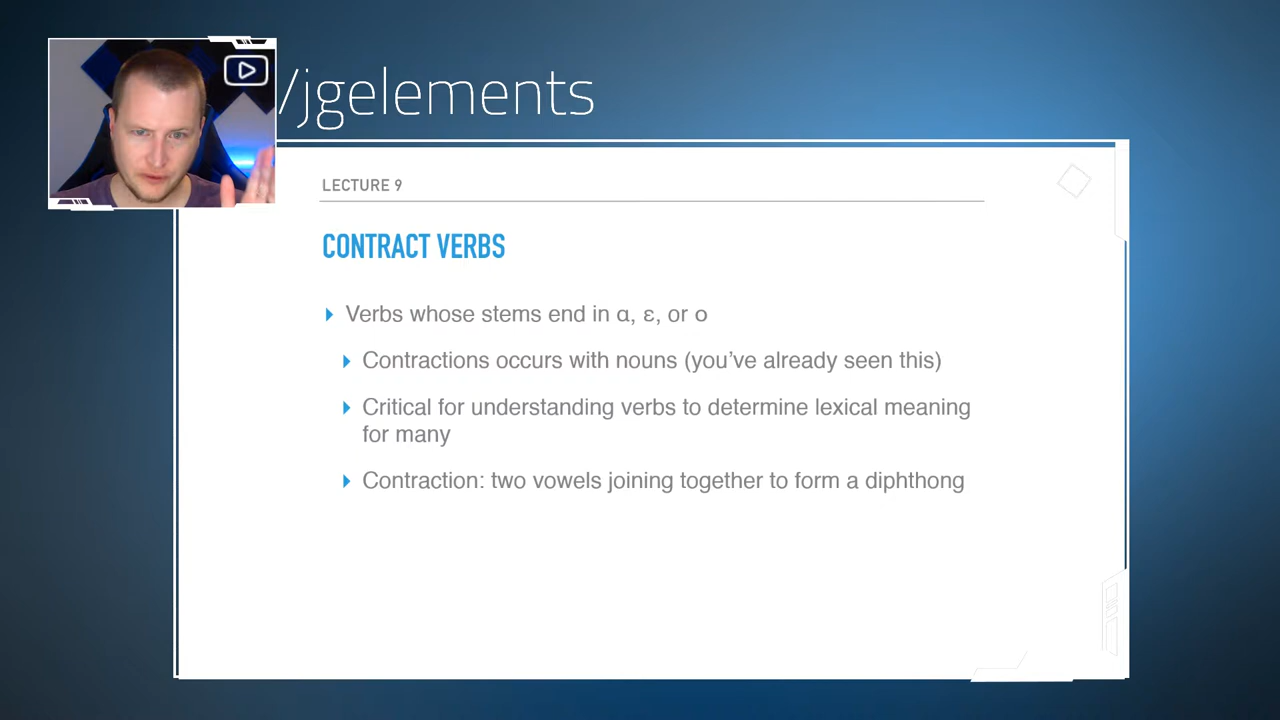 /jgelements
LECTURE 9
CONTRACT VERBS
Verbs whose stems end in α, ε, or ο
Contractions occurs with nouns (you’ve already seen this)
Critical for understanding verbs to determine lexical meaning
for many
Contraction: two vowels joining together to form a diphthong